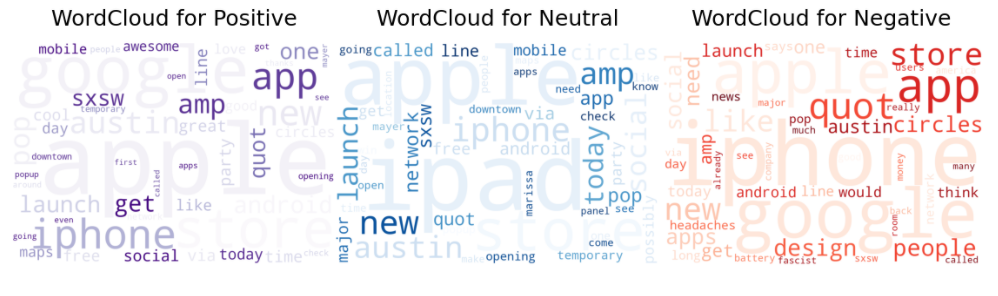 WordCloud for Positive WordCloud for Neutral WordCloud for Negative
mobile people awesome love got one mayer
google line open app see
sxsw temporary amp good new
cool day austin great circles
pop quot party
downtown first apps
popup around apple called opening
launch get like android
even iphone store
going maps free social via today time check
going called line mobile circles
apple apps need amp like know
people location downtown via app check
get sxsw iphone today social
launch network mayer free android party
day open ipad marissa pop
time new quot panel see
major austin store possibly
make opening come temporary
launch says one time store
social need apple users app
news major quot really
like pop much austin circles
via day amp already see company money many
today iphone android line would think
new google back network
headaches apps room
long get battery design fascist sxsw people called